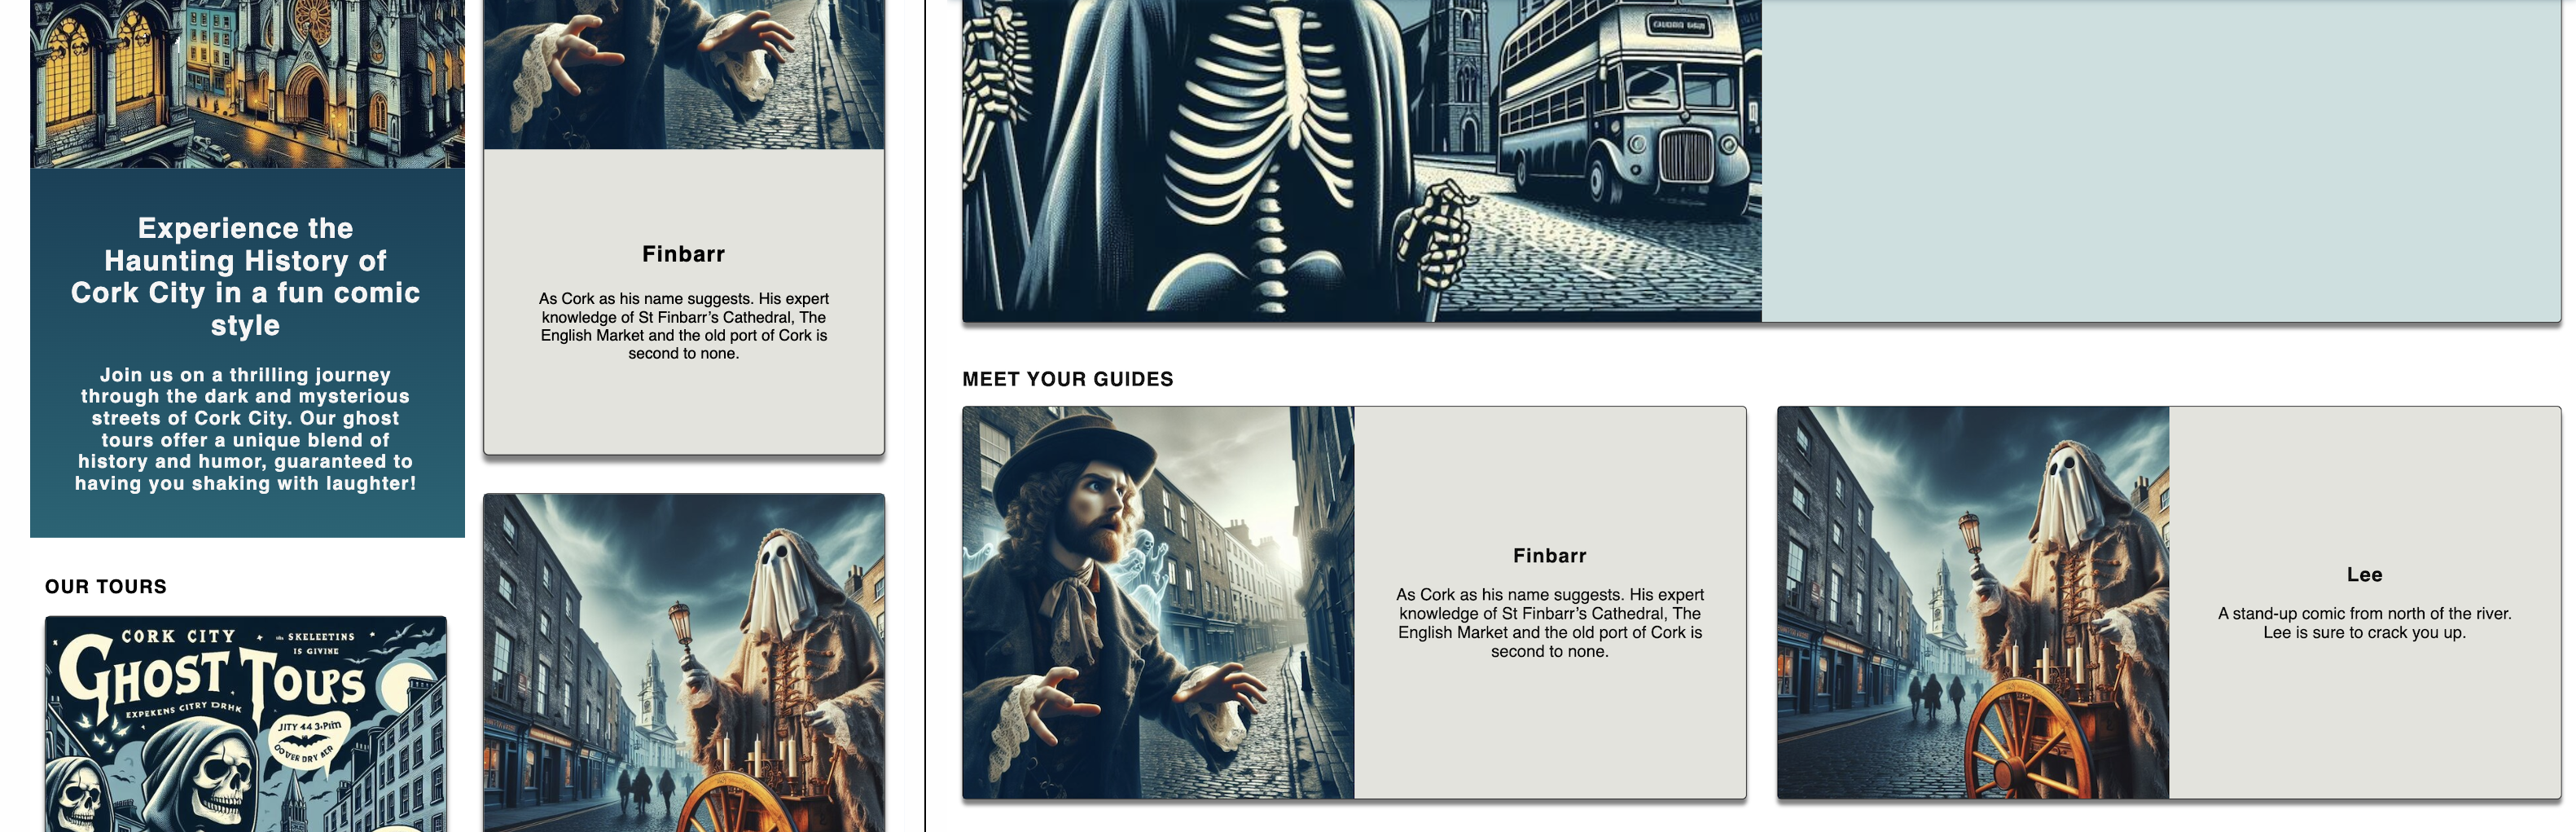 Experience the
Haunting History of
Cork City in a fun comic
style
Join us on a thrilling journey
through the dark and mysterious
streets of Cork City. Our ghost
tours offer a unique blend of
history and humor, guaranteed to
having you shaking with laughter!
OUR TOURS
CORK CITY
SKELEETINS
IS GIVINE
GHOST TOURS
EXPEKENS CITRY DRHK
JITY 44 3·Pim
Finbarr
As Cork as his name suggests. His expert
knowledge of St Finbarr’s Cathedral, The
English Market and the old port of Cork is
second to none.
MEET YOUR GUIDES
Finbarr
As Cork as his name suggests. His expert
knowledge of St Finbarr’s Cathedral, The
English Market and the old port of Cork is
second to none.
Lee
A stand-up comic from north of the river.
Lee is sure to crack you up.